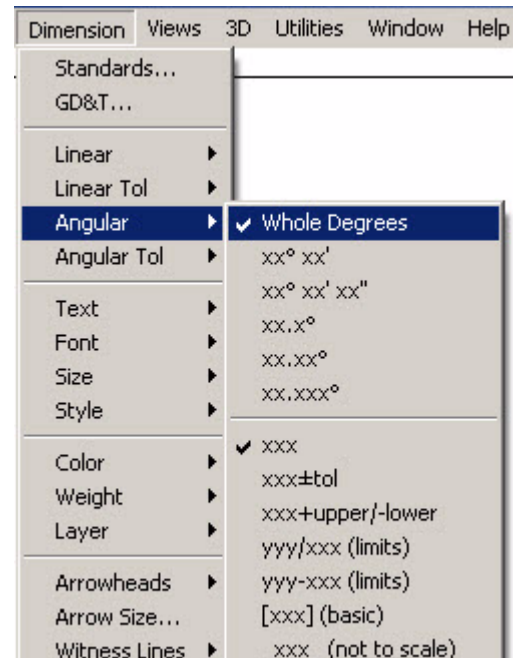 Dimension Views 3D Utilities Window Help
Standards...
GD&T...
Linear
Linear Tol
Angular
Angular Tol
Text
Font
Size
Style
Color
Weight
Layer
Arrowheads
Arrow Size...
Witness Lines
Whole Degrees
xx° xx'
xx° xx' xx"
xx.x°
xx.xx°
xx.xxx°
xxx
xxx±tol
xxx+upper/-lower
yyy/xxx (limits)
yyy-xxx (limits)
[xxx] (basic)
xxx (not to scale)